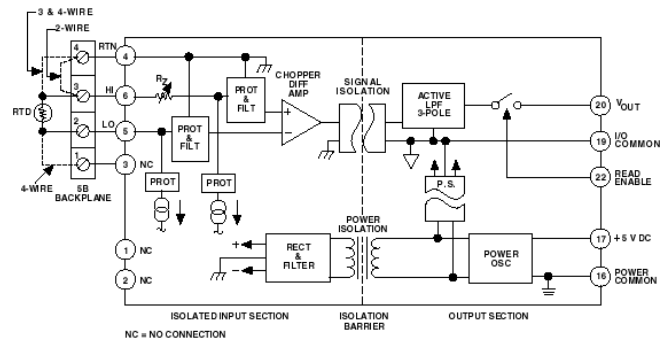 3 & 4-WIRE
2-WIRE
RTD
4-WIRE
4
3
2
1
5B
BACKPLANE
RTN
HI
LO
NC
4
6
5
3
1
NC
2
NC
RZ
PROT
& FILT
PROT
&
FILT
PROT
PROT
CHOPPER
DIFF
AMP
+
−
SIGNAL
ISOLATION
ACTIVE
LPF
3-POLE
20
VOUT
19
I/O
COMMON
22
READ
ENABLE
P.S.
POWER
ISOLATION
+
−
RECT
&
FILTER
POWER
OSC
17
+5 V DC
16
POWER
COMMON
ISOLATED INPUT SECTION
ISOLATION
BARRIER
OUTPUT SECTION
NC = NO CONNECTION